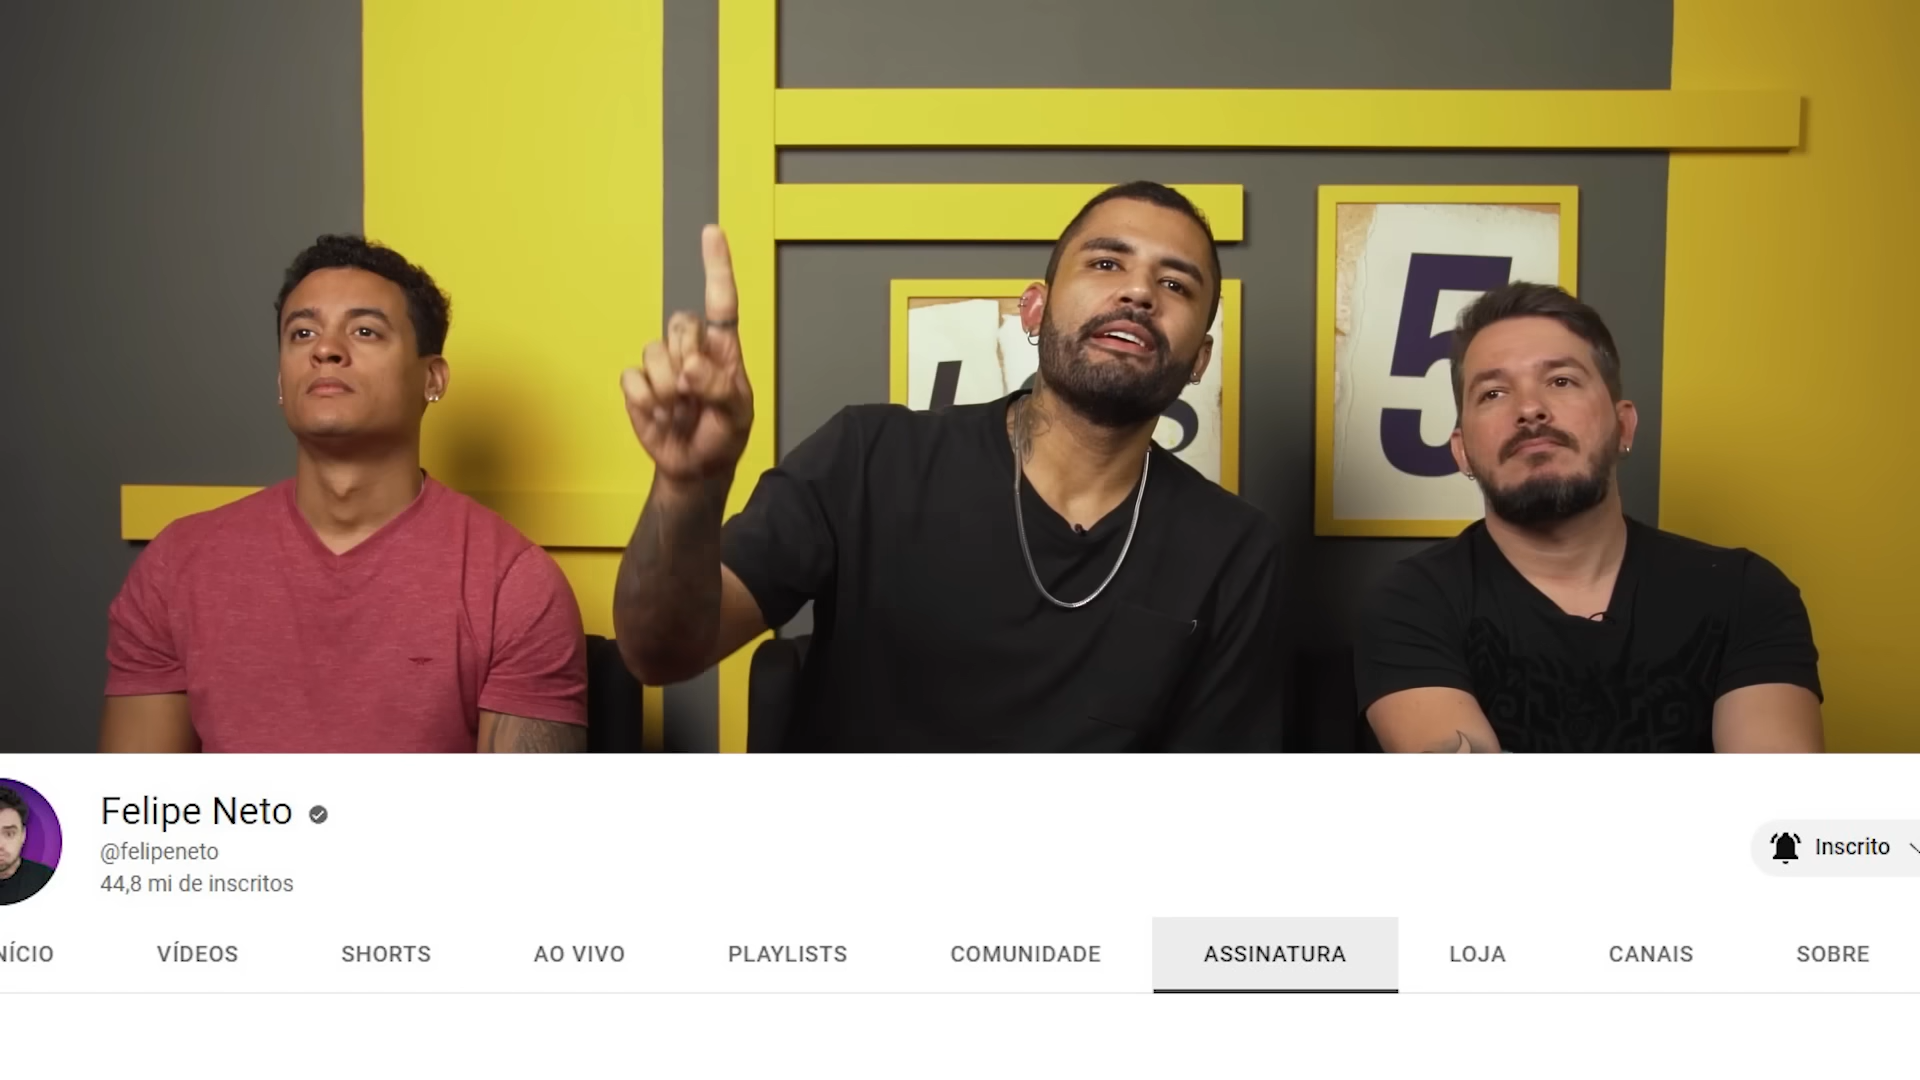 5
Felipe Neto
@felipeneto
44,8 mi de inscritos
Inscrito
VÍDEOS
SHORTS
AO VIVO
PLAYLISTS
COMUNIDADE
ASSINATURA
LOJA
CANAIS
SOBRE